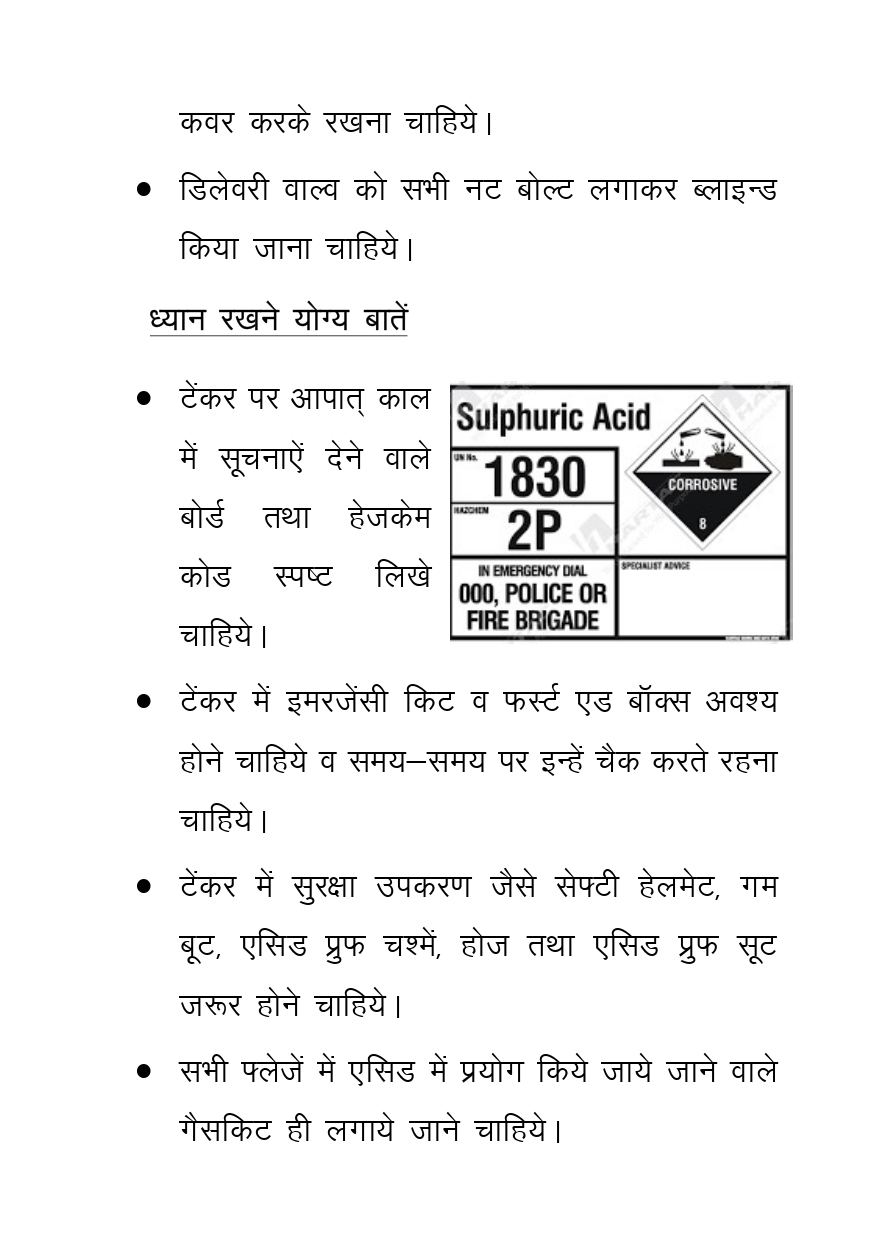 कवर करके रखना चाहिये।
• डिलेवरी वाल्व को सभी नट बोल्ट लगाकर ब्लाइन्ड
किया जाना चाहिये।
ध्यान रखने योग्य बातें
• टेंकर पर आपात् काल
में सूचनाऐं देने वाले
बोर्ड तथा हेजकेम
कोड स्पष्ट लिखे
चाहिये।
Sulphuric Acid
UN No.
1830
HAZCHEM
2P
CORROSIVE
8
IN EMERGENCY DIAL
000, POLICE OR
FIRE BRIGADE
SPECIALIST ADVICE
• टेंकर में इमरजेंसी किट व फर्स्ट एड बॉक्स अवश्य
होने चाहिये व समय–समय पर इन्हें चैक करते रहना
चाहिये।
• टेंकर में सुरक्षा उपकरण जैसे सेफ्टी हेलमेट, गम
बूट, एसिड प्रुफ चश्में, होज तथा एसिड प्रुफ सूट
जरूर होने चाहिये।
• सभी फ्लेजें में एसिड में प्रयोग किये जाये जाने वाले
गैसकिट ही लगाये जाने चाहिये।